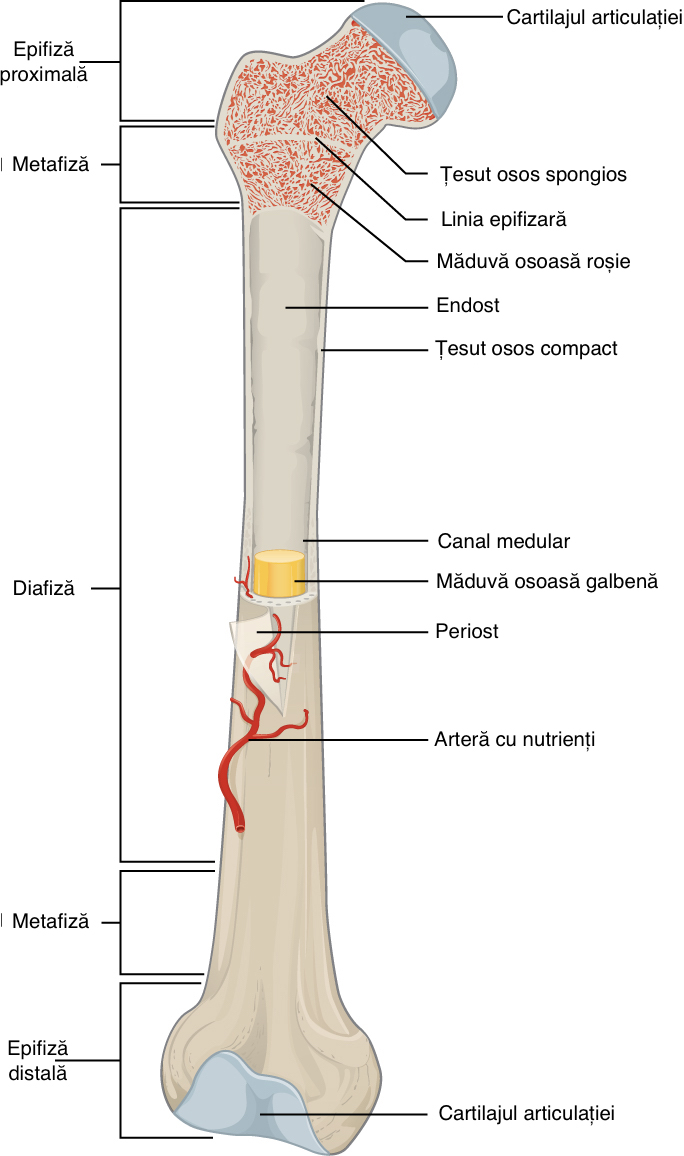 Cartilajul articulației
Epifiză
proximală
Metafiză
Țesut osos spongios
Linia epifizară
Măduvă osoasă roșie
Endost
Țesut osos compact
Canal medular
Măduvă osoasă galbenă
Diafiză
Periost
Arteră cu nutrienți
Metafiză
Epifiză
distală
Cartilajul articulației